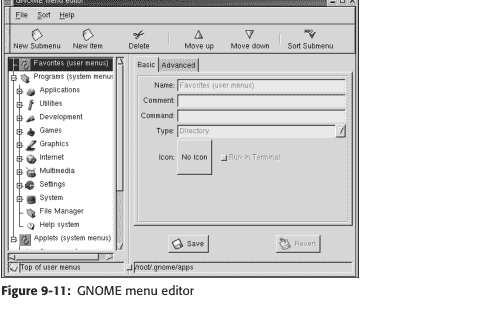 GNOME menu editor
File Sort Help
New Submenu New Item Delete Move up Move down Sort Submenu
Favorites (user menus)
Programs (system menus
Applications
Utilities
Development
Games
Graphics
Internet
Multimedia
Settings
System
File Manager
Help system
Applets (system menus)
Basic Advanced
Name: Favorites (user menus)
Comment:
Command:
Type: Directory
Icon: No Icon Run in Terminal
Save Revert
Top of user menus /root/.gnome/apps
Figure 9-11: GNOME menu editor